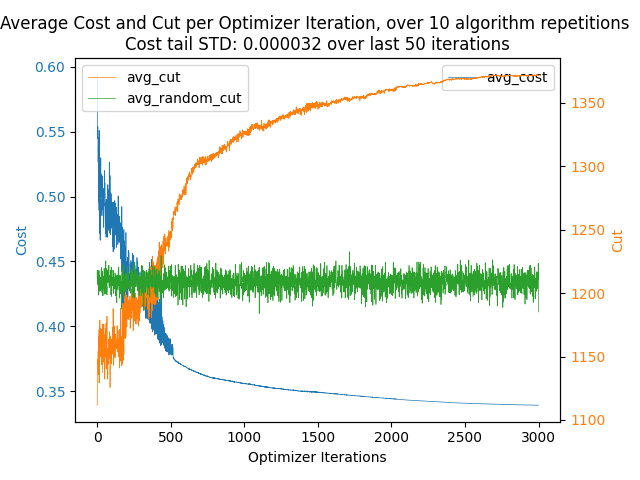 Average Cost and Cut per Optimizer Iteration, over 10 algorithm repetitions
Cost tail STD: 0.000032 over last 50 iterations
avg_cut
avg_random_cut
avg_cost
0.60
0.55
0.50
0.45
0.40
0.35
Cost
1350
1300
1250
1200
1150
1100
Cut
0
500
1000
1500
2000
2500
3000
Optimizer Iterations